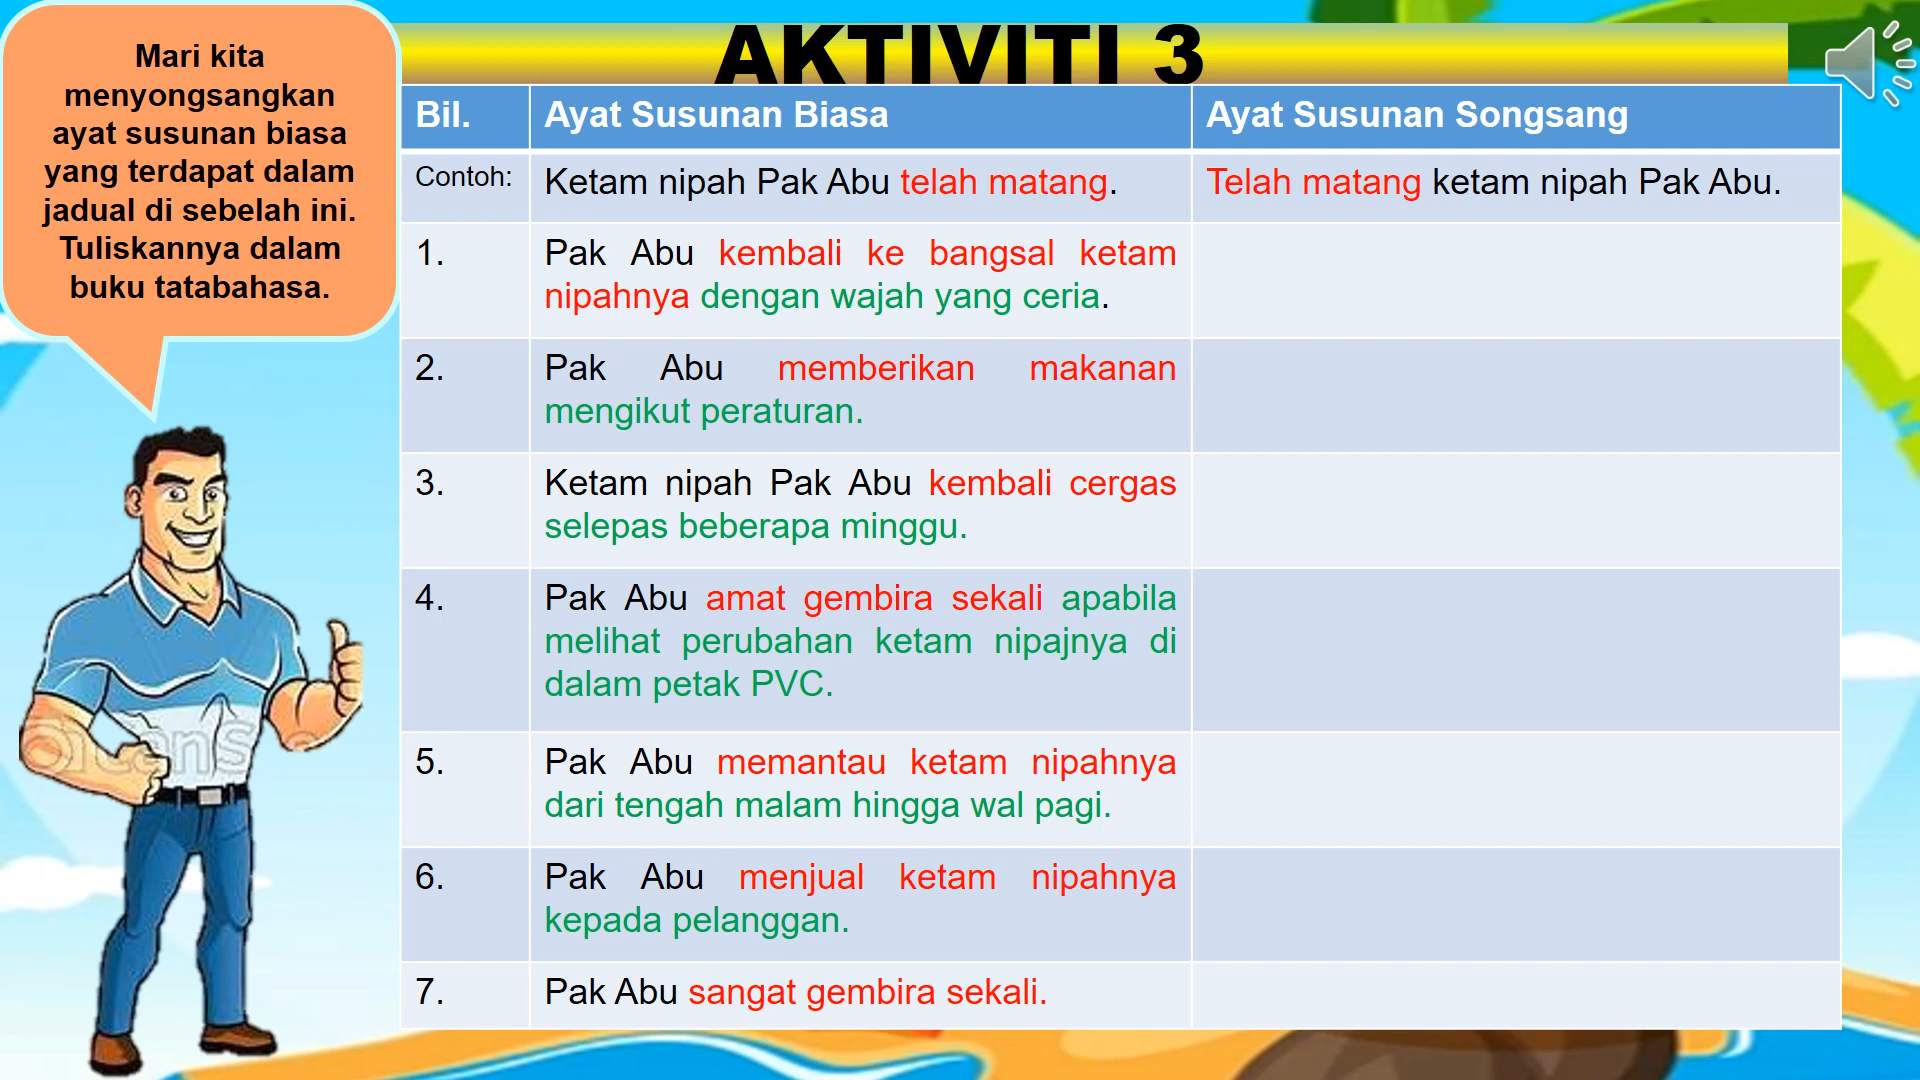 Mari kita
menyongsangkan
ayat susunan biasa
yang terdapat dalam
jadual di sebelah ini.
Tuliskannya dalam
buku tatabahasa.
AKTIVITI 3
Bil. Ayat Susunan Biasa Ayat Susunan Songsang
Contoh: Ketam nipah Pak Abu telah matang. Telah matang ketam nipah Pak Abu.
1. Pak Abu kembali ke bangsal ketam
nipahnya dengan wajah yang ceria.
2. Pak Abu memberikan makanan
mengikut peraturan.
3. Ketam nipah Pak Abu kembali cergas
selepas beberapa minggu.
4. Pak Abu amat gembira sekali apabila
melihat perubahan ketam nipajnya di
dalam petak PVC.
5. Pak Abu memantau ketam nipahnya
dari tengah malam hingga wal pagi.
6. Pak Abu menjual ketam nipahnya
kepada pelanggan.
7. Pak Abu sangat gembira sekali.